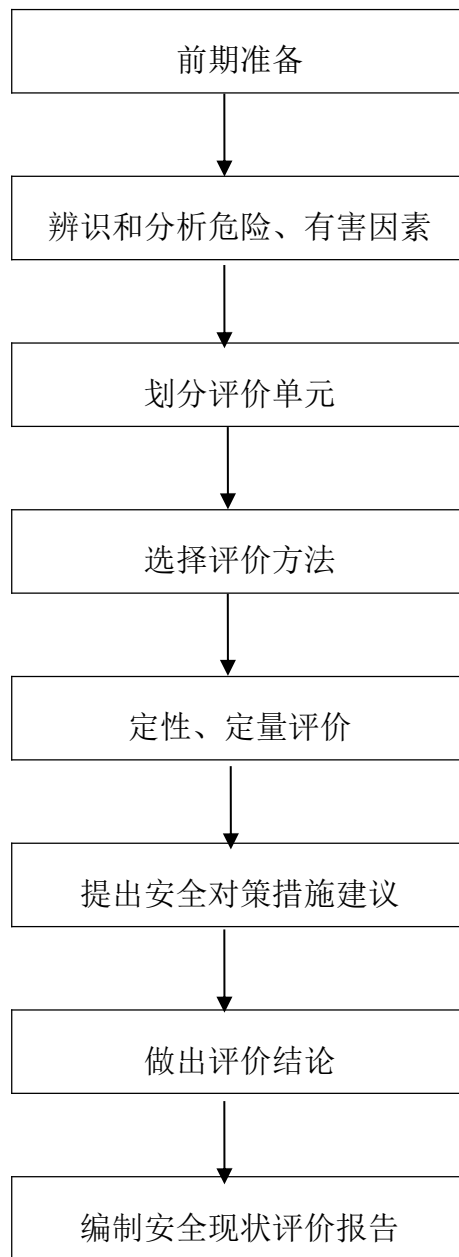 前期准备
辨识和分析危险、有害因素
划分评价单元
选择评价方法
定性、定量评价
提出安全对策措施建议
做出评价结论
编制安全现状评价报告